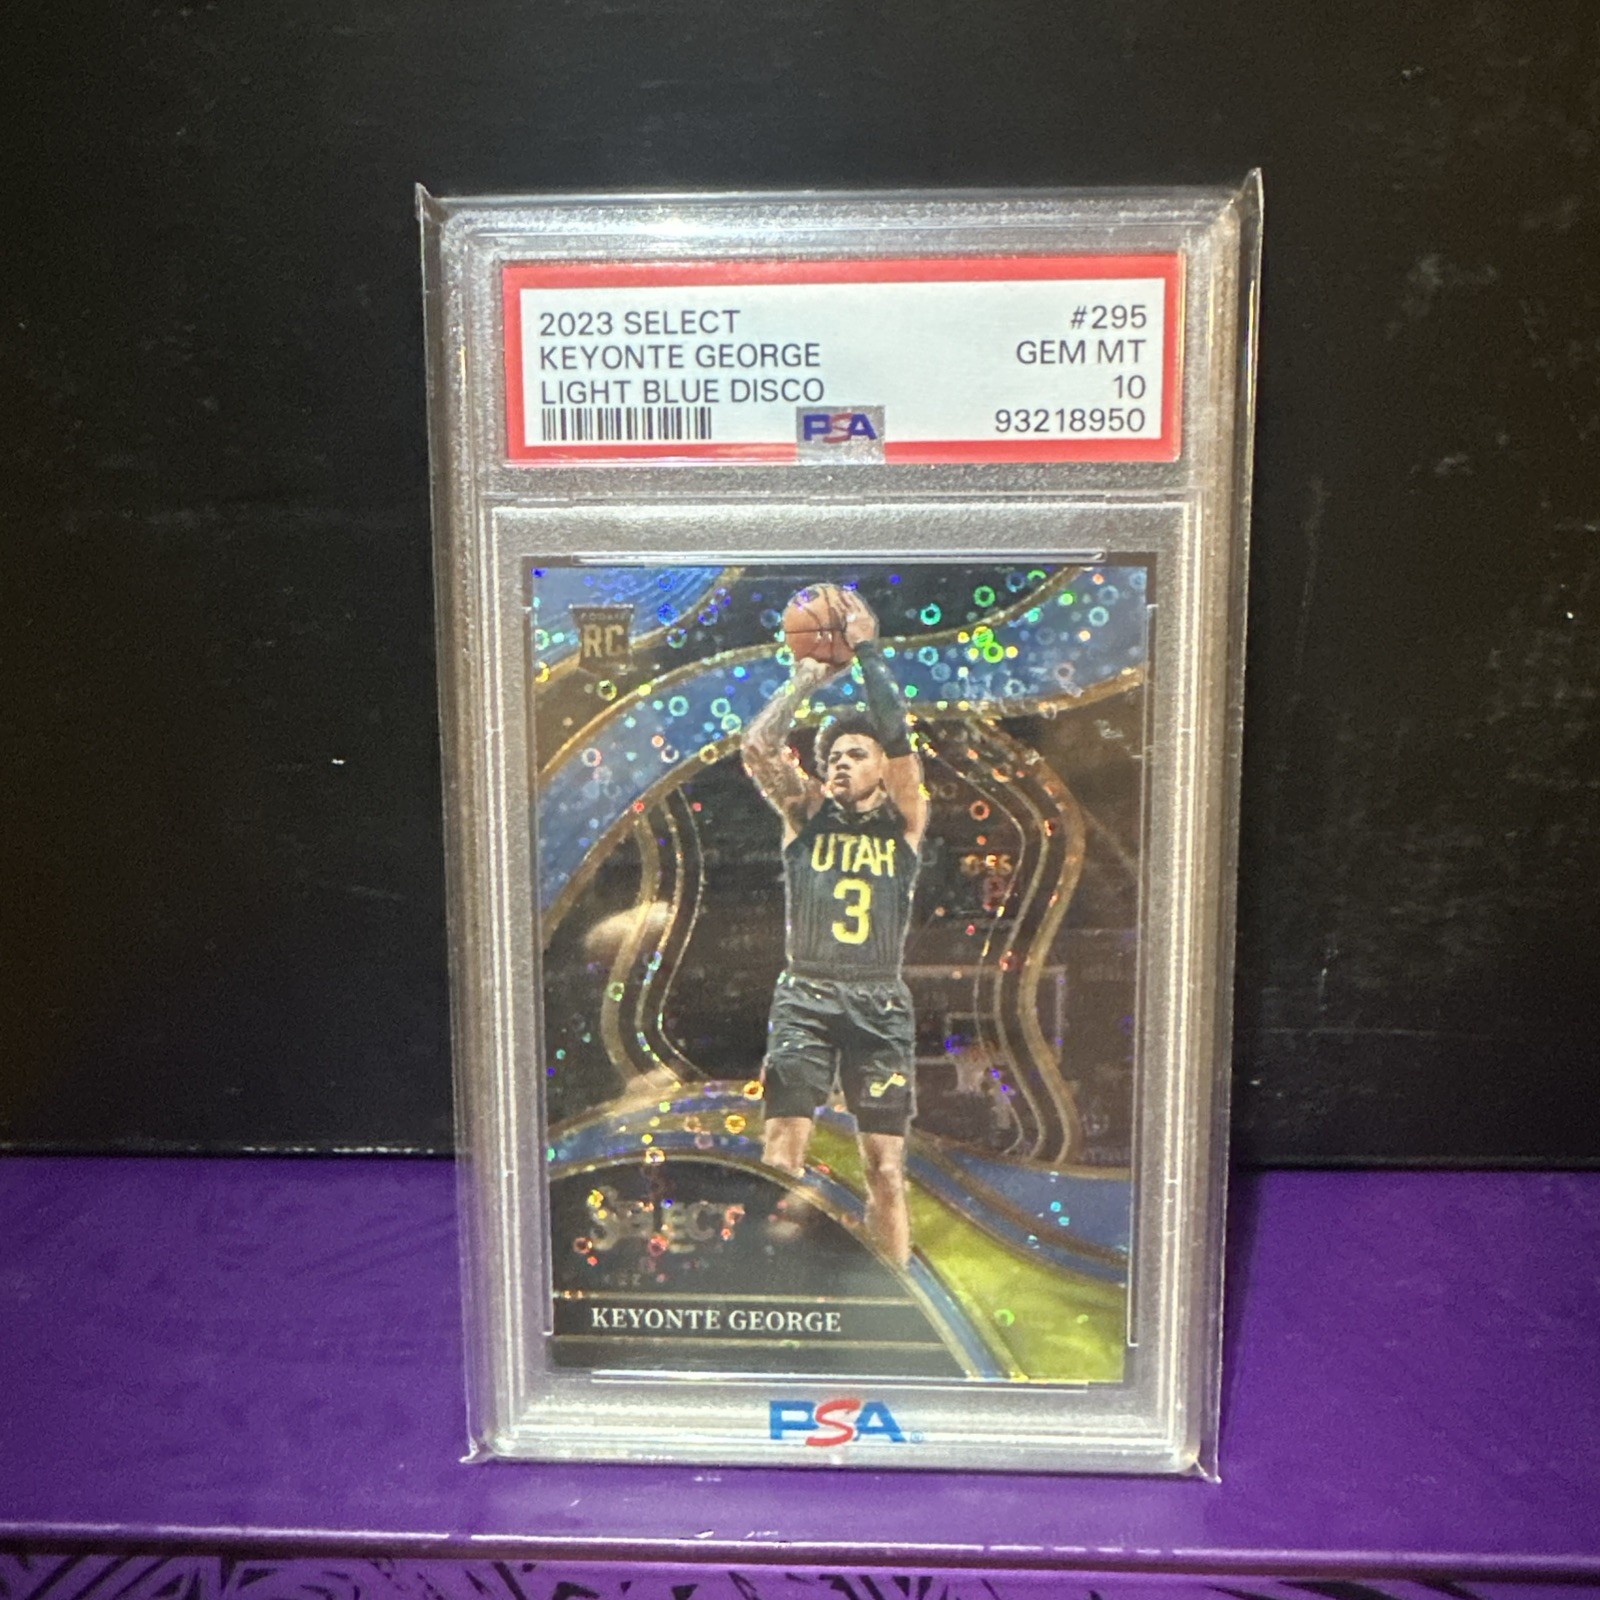 2023 SELECT #295
KEYONTE GEORGE GEM MT
LIGHT BLUE DISCO 10
PSA 93218950
ROOKIE
RC
UTAH
3
SELECT
KEYONTE GEORGE
PSA